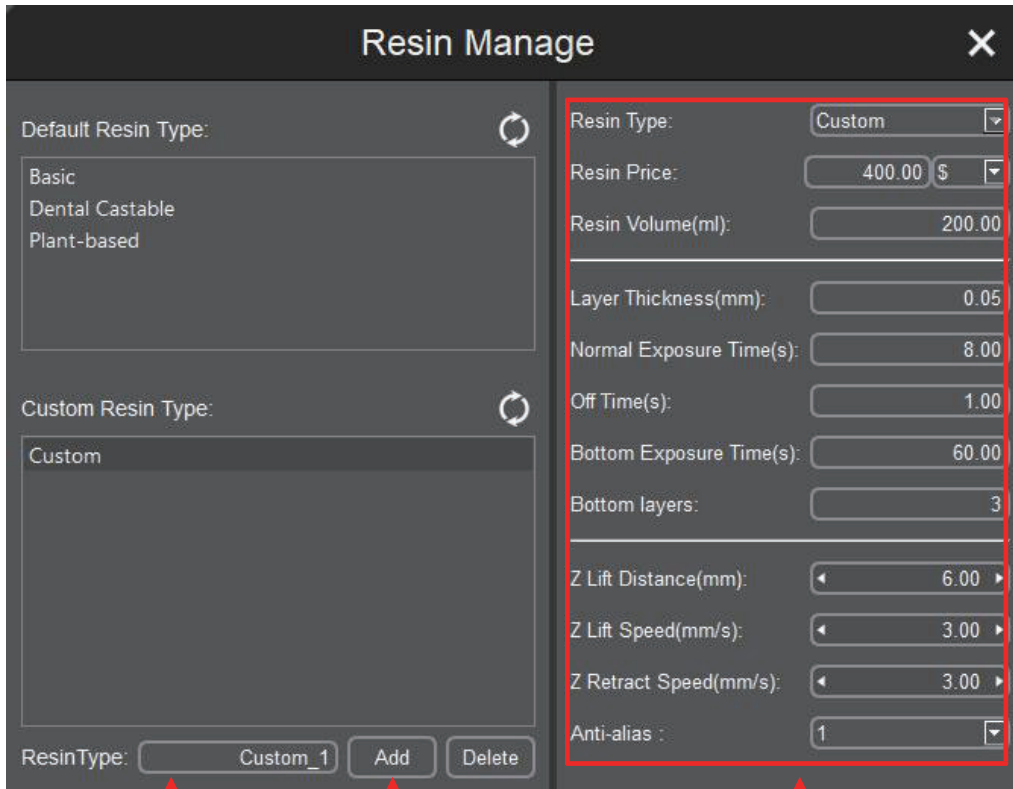 Resin Manage
Default Resin Type:
Basic
Dental Castable
Plant-based
Custom Resin Type:
Custom
ResinType: Custom_1 Add Delete
Resin Type: Custom
Resin Price: 400.00 $
Resin Volume(ml): 200.00
Layer Thickness(mm): 0.05
Normal Exposure Time(s): 8.00
Off Time(s): 1.00
Bottom Exposure Time(s): 60.00
Bottom layers: 3
Z Lift Distance(mm): 6.00
Z Lift Speed(mm/s): 3.00
Z Retract Speed(mm/s): 3.00
Anti-alias : 1